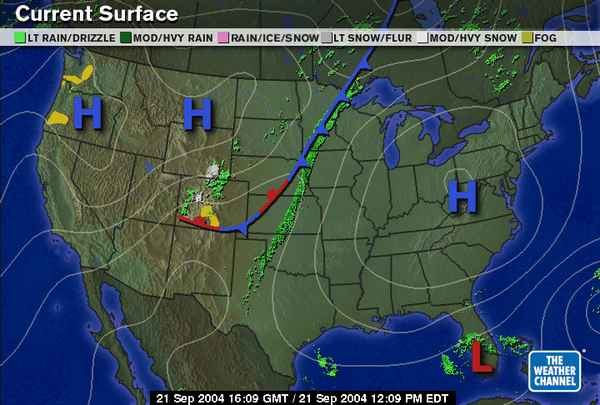 Current Surface
LT RAIN/DRIZZLE MOD/HVY RAIN RAIN/ICE/SNOW LT SNOW/FLUR MOD/HVY SNOW FOG
H H
H
L
THE
WEATHER
CHANNEL
21 Sep 2004 16:09 GMT / 21 Sep 2004 12:09 PM EDT